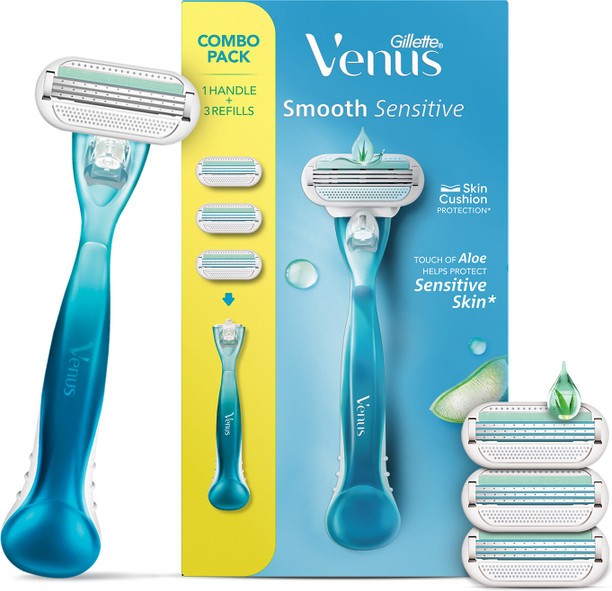 COMBO
PACK
1 HANDLE
+
3 REFILLS
Gillette®
Venus
Smooth Sensitive
Skin
Cushion
PROTECTION*
TOUCH OF Aloe
HELPS PROTECT
Sensitive
Skin*
Venus
Venus
Venus